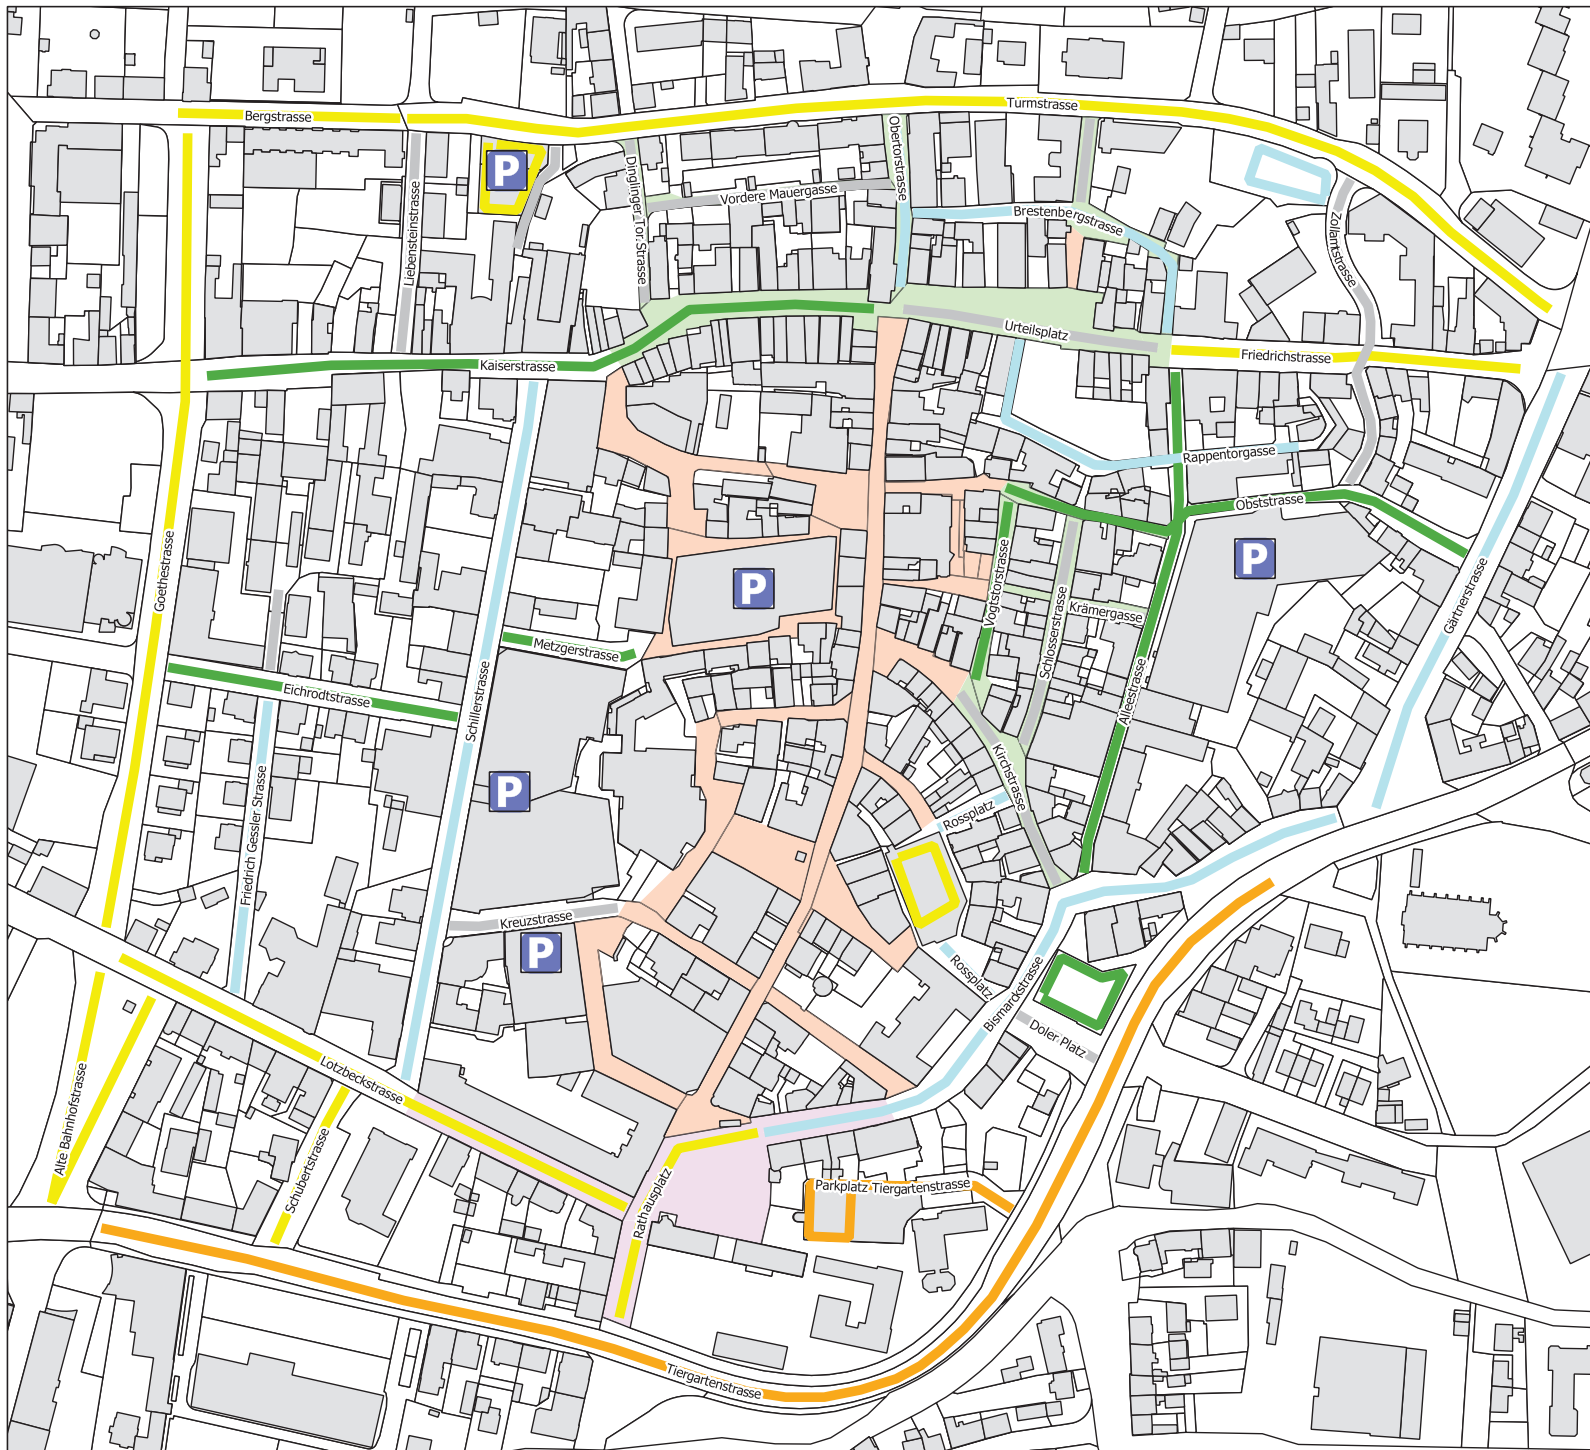 Turmstrasse
Bergstrasse
P
Obertorstrasse
Dinglinger Tor Strasse
Vordere Mauergasse
Liebensteinstrasse
Brestenbergstrasse
Zollamtstrasse
Urteilsplatz
Friedrichstrasse
Kaiserstrasse
Rappentorgasse
Obststrasse
Goethestrasse
P
P
Vogtstorstrasse
Schlosserstrasse
Krämergasse
Gärtnerstrasse
Metzgerstrasse
Eichrodtstrasse
Schillerstrasse
Alleestrasse
P
Kirchstrasse
Rossplatz
Friedrich Gessler Strasse
Kreuzstrasse
P
Rossplatz
Bismarckstrasse
Doler Platz
Lotzbeckstrasse
Alte Bahnhofstrasse
Schubertstrasse
Rathausplatz
Parkplatz Tiergartenstrasse
Tiergartenstrasse